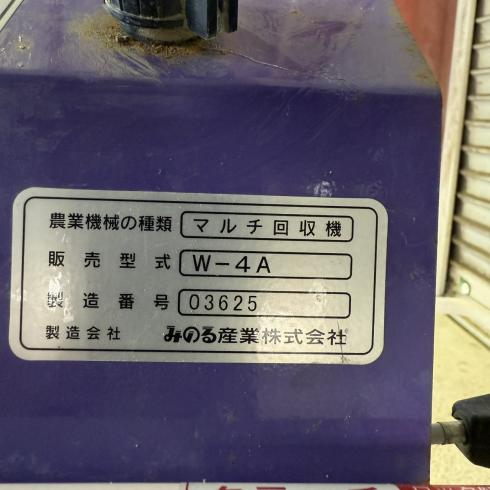 農業機械の種類 マルチ回収機
販売型式 W-4A
製造番号 03625
製造会社 みのる産業株式会社